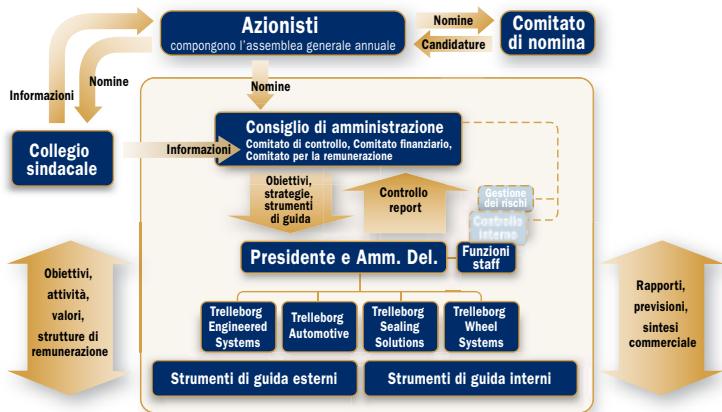 Azionisti
compongono l'assemblea generale annuale
Nomine
Candidature
Comitato
di nomina
Informazioni
Nomine
Nomine
Collegio
sindacale
Informazioni
Consiglio di amministrazione
Comitato di controllo, Comitato finanziario,
Comitato per la remunerazione
Obiettivi,
strategie,
strumenti
di guida
Controllo
report
Gestione
dei rischi
Controllo
interno
Presidente e Amm. Del.
Funzioni
staff
Obiettivi,
attività,
valori,
strutture di
remunerazione
Trelleborg
Engineered
Systems
Trelleborg
Automotive
Trelleborg
Sealing
Solutions
Trelleborg
Wheel
Systems
Rapporti,
previsioni,
sintesi
commerciale
Strumenti di guida esterni
Strumenti di guida interni